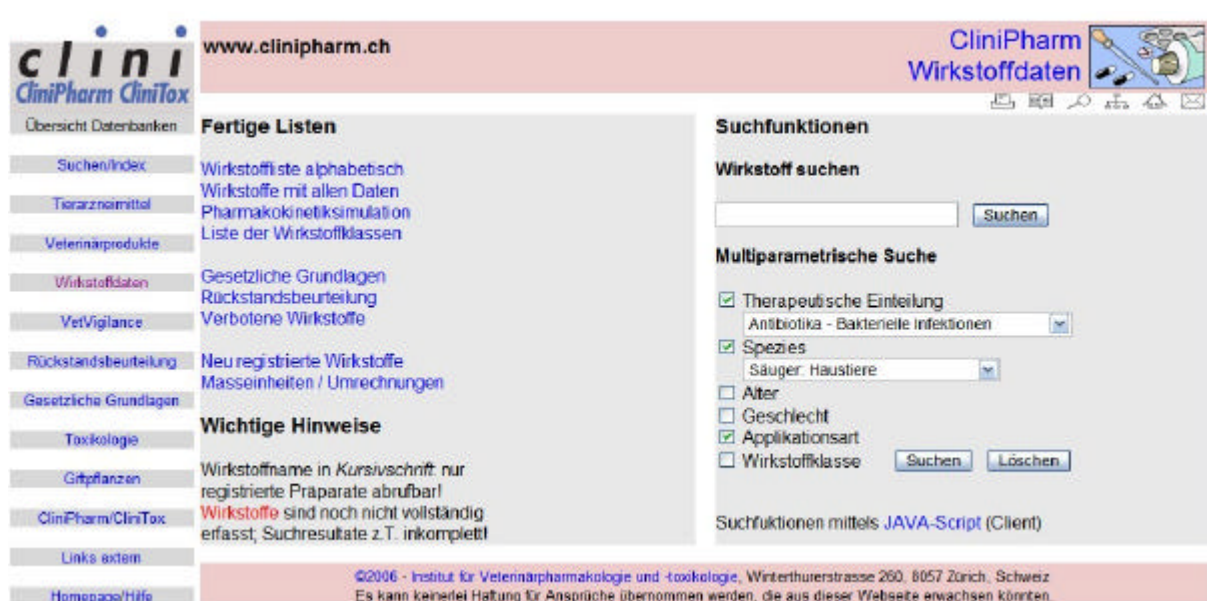 clini
CliniPharm CliniTox
www.clinipharm.ch
CliniPharm
Wirkstoffdaten
Übersicht Datenbanken
Suchen/Index
Tierarzneimittel
Veterinärprodukte
Wirkstoffdaten
VetVigilance
Rückstandsbeurteilung
Gesetzliche Grundlagen
Toxikologie
Giftpflanzen
CliniPharm/CliniTox
Links extern
Homepage/Hilfe
Fertige Listen
Wirkstoffliste alphabetisch
Wirkstoffe mit allen Daten
Pharmakokinetiksimulation
Liste der Wirkstoffklassen
Gesetzliche Grundlagen
Rückstandsbeurteilung
Verbotene Wirkstoffe
Neu registrierte Wirkstoffe
Masseinheiten / Umrechnungen
Wichtige Hinweise
Wirkstoffname in Kursivschrift: nur
registrierte Präparate abrufbar!
Wirkstoffe sind noch nicht vollständig
erfasst; Suchresultate z.T. inkomplett!
Suchfunktionen
Wirkstoff suchen
Suchen
Multiparametrische Suche
Therapeutische Einteilung
Antibiotika - Bakterielle Infektionen
Spezies
Säuger: Haustiere
Alter
Geschlecht
Applikationsart
Wirkstoffklasse Suchen Löschen
Suchfuktionen mittels JAVA-Script (Client)
©2006 - Institut für Veterinärpharmakologie und -toxikologie, Winterthurerstrasse 260, 8057 Zürich, Schweiz
Es kann keinerlei Haftung für Ansprüche übernommen werden, die aus dieser Webseite erwachsen könnten.